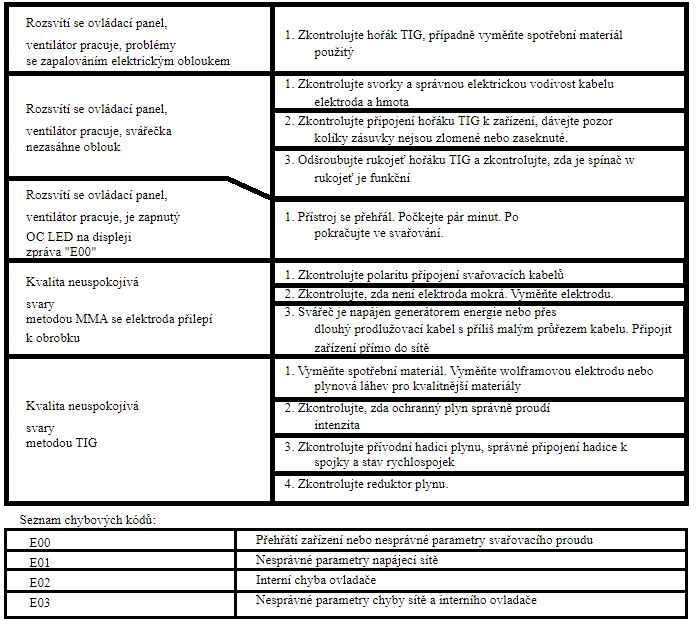 Rozsvítí se ovládací panel,
ventilátor pracuje, problémy
se zapalováním elektrickým obloukem
1. Zkontrolujte hořák TIG, případně vyměňte spotřební materiál
použitý
Rozsvítí se ovládací panel,
ventilátor pracuje, svářečka
nezasáhne oblouk
1. Zkontrolujte svorky a správnou elektrickou vodivost kabelu
elektroda a hmota
2. Zkontrolujte připojení hořáku TIG k zařízení, dávejte pozor
kolíky zásuvky nejsou zlomené nebo zaseknuté.
3. Odšroubujte rukojeť hořáku TIG a zkontrolujte, zda je spínač v
rukojeť je funkční
Rozsvítí se ovládací panel,
ventilátor pracuje, je zapnutý
OC LED na displeji
zpráva "E00"
1. Přístroj se přehřál. Počkejte pár minut. Po
pokračujte ve svařování.
Kvalita neuspokojivá
svary
metodou MMA se elektroda přilepí
k obrobku
1. Zkontrolujte polaritu připojení svařovacích kabelů
2. Zkontrolujte, zda není elektroda mokrá. Vyměňte elektrodu.
3. Svářeč je napájen generátorem energie nebo přes
dlouhý prodlužovací kabel s příliš malým průřezem kabelu. Připojit
zařízení přímo do sítě
Kvalita neuspokojivá
svary
metodou TIG
1. Vyměňte spotřební materiál. Vyměňte wolframovou elektrodu nebo
plynová láhev pro kvalitnější materiály
2. Zkontrolujte, zda ochranný plyn správně proudí
intenzita
3. Zkontrolujte přívodní hadici plynu, správné připojení hadice k
spojky a stav rychlospojek
4. Zkontrolujte reduktor plynu.
Seznam chybových kódů:
E00 Přehřátí zařízení nebo nesprávné parametry svařovacího proudu
E01 Nesprávné parametry napájecí sítě
E02 Interní chyba ovladače
E03 Nesprávné parametry chyby sítě a interního ovladače